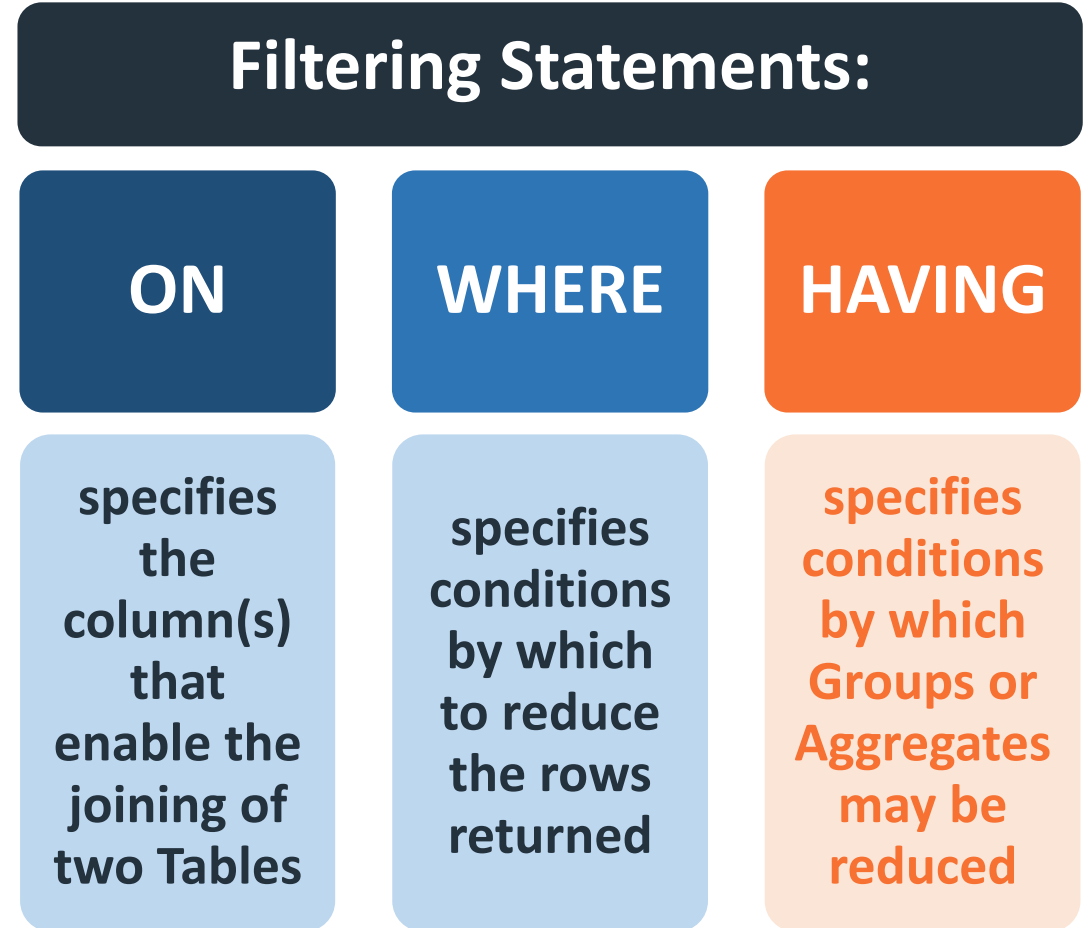 Filtering Statements:
ON
WHERE
HAVING
specifies
the
column(s)
that
enable the
joining of
two Tables
specifies
conditions
by which
to reduce
the rows
returned
specifies
conditions
by which
Groups or
Aggregates
may be
reduced